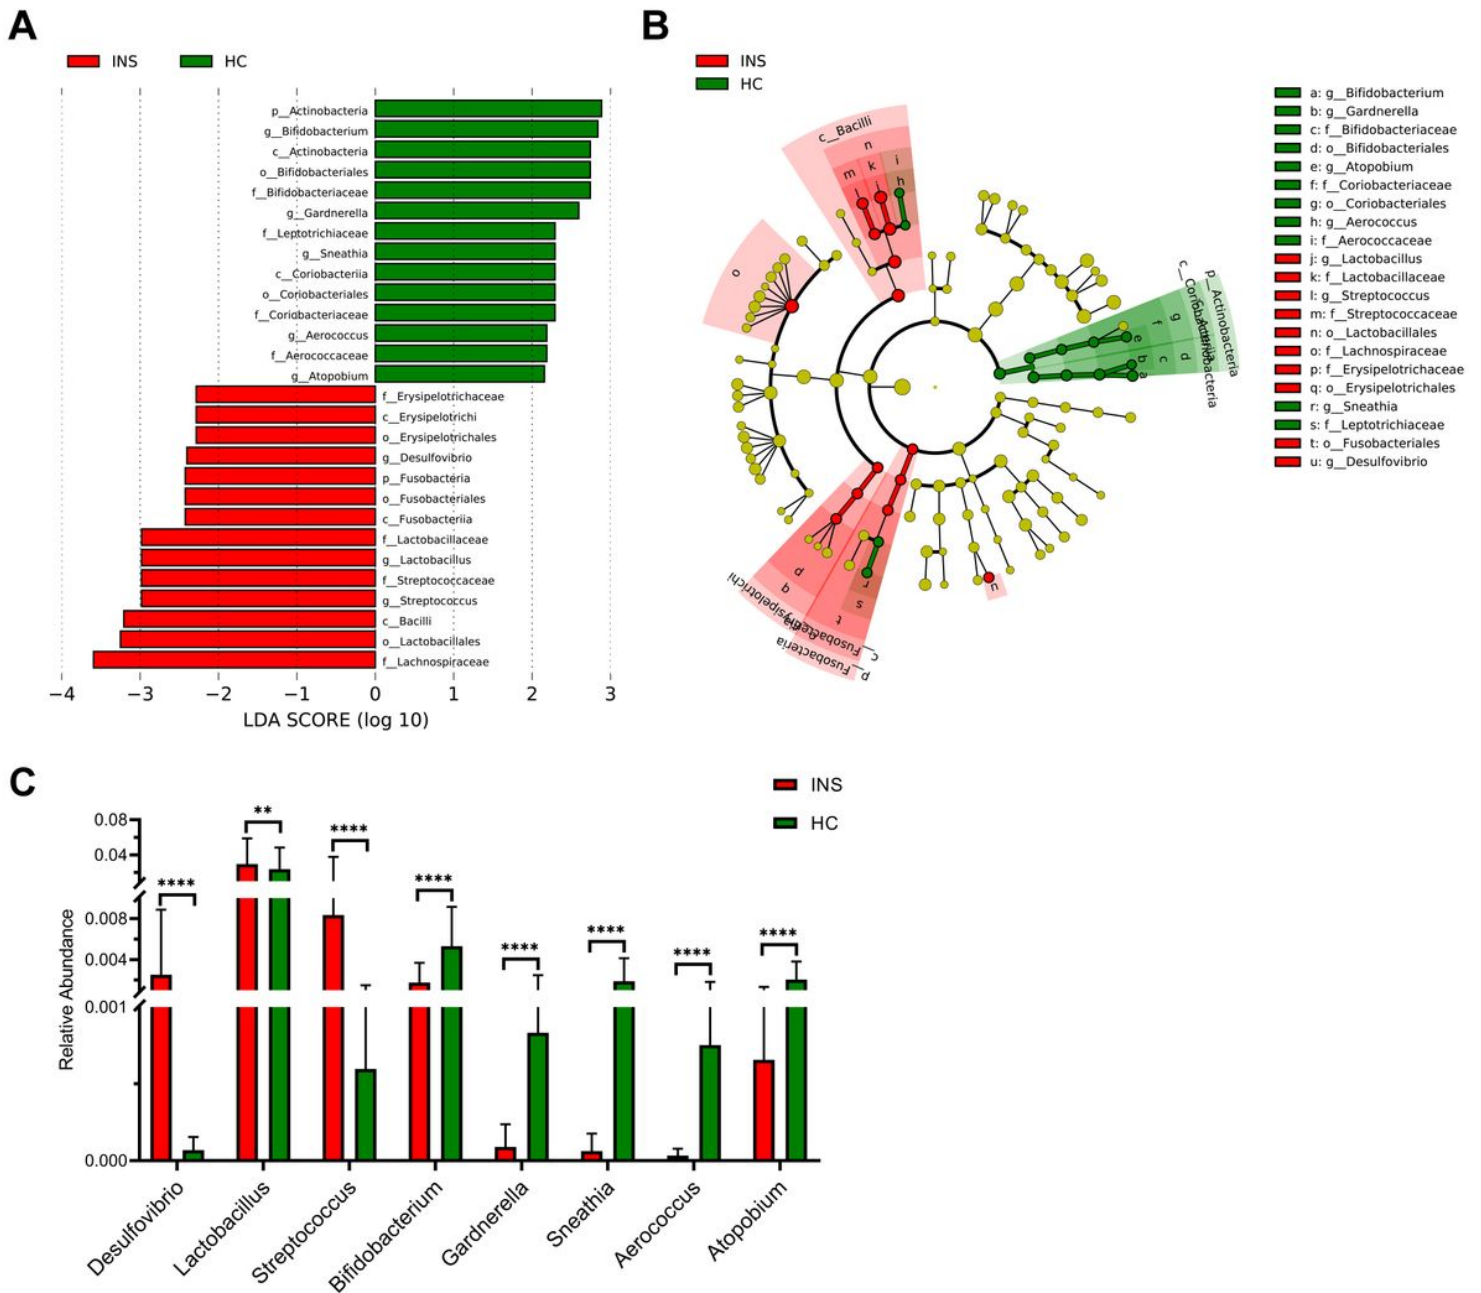 A
INS
HC
p__Actinobacteria
g__Bifidobacterium
c__Actinobacteria
o__Bifidobacteriales
f__Bifidobacteriaceae
g__Gardnerella
f__Leptotrichiaceae
g__Sneathia
c__Coriobacteriia
o__Coriobacteriales
f__Coriobacteriaceae
g__Aerococcus
f__Aerococcaceae
g__Atopobium
f__Erysipelotrichaceae
c__Erysipelotrichi
o__Erysipelotrichales
g__Desulfovibrio
p__Fusobacteria
o__Fusobacteriales
c__Fusobacteriia
f__Lactobacillaceae
g__Lactobacillus
f__Streptococcaceae
g__Streptococcus
c__Bacilli
o__Lactobacillales
f__Lachnospiraceae
−4 −3 −2 −1 0 1 2 3
LDA SCORE (log 10)
B
INS
HC
c__Bacilli
n
m k i
l j h
o
p__Actinobacteria
c__Coriobacteriia
g
f
e
d
c
b
a
p
q
r
s
t
u
c__Erysipelotrichi
c__Fusobacteriia
p__Fusobacteria
a: g__Bifidobacterium
b: g__Gardnerella
c: f__Bifidobacteriaceae
d: o__Bifidobacteriales
e: g__Atopobium
f: f__Coriobacteriaceae
g: o__Coriobacteriales
h: g__Aerococcus
i: f__Aerococcaceae
j: g__Lactobacillus
k: f__Lactobacillaceae
l: g__Streptococcus
m: f__Streptococcaceae
n: o__Lactobacillales
o: f__Lachnospiraceae
p: f__Erysipelotrichaceae
q: o__Erysipelotrichales
r: g__Sneathia
s: f__Leptotrichiaceae
t: o__Fusobacteriales
u: g__Desulfovibrio
C
INS
HC
Relative Abundance
0.08
0.04
0.008
0.004
0.001
0.000
****
**
****
****
****
****
****
****
Desulfovibrio
Lactobacillus
Streptococcus
Bifidobacterium
Gardnerella
Sneathia
Aerococcus
Atopobium